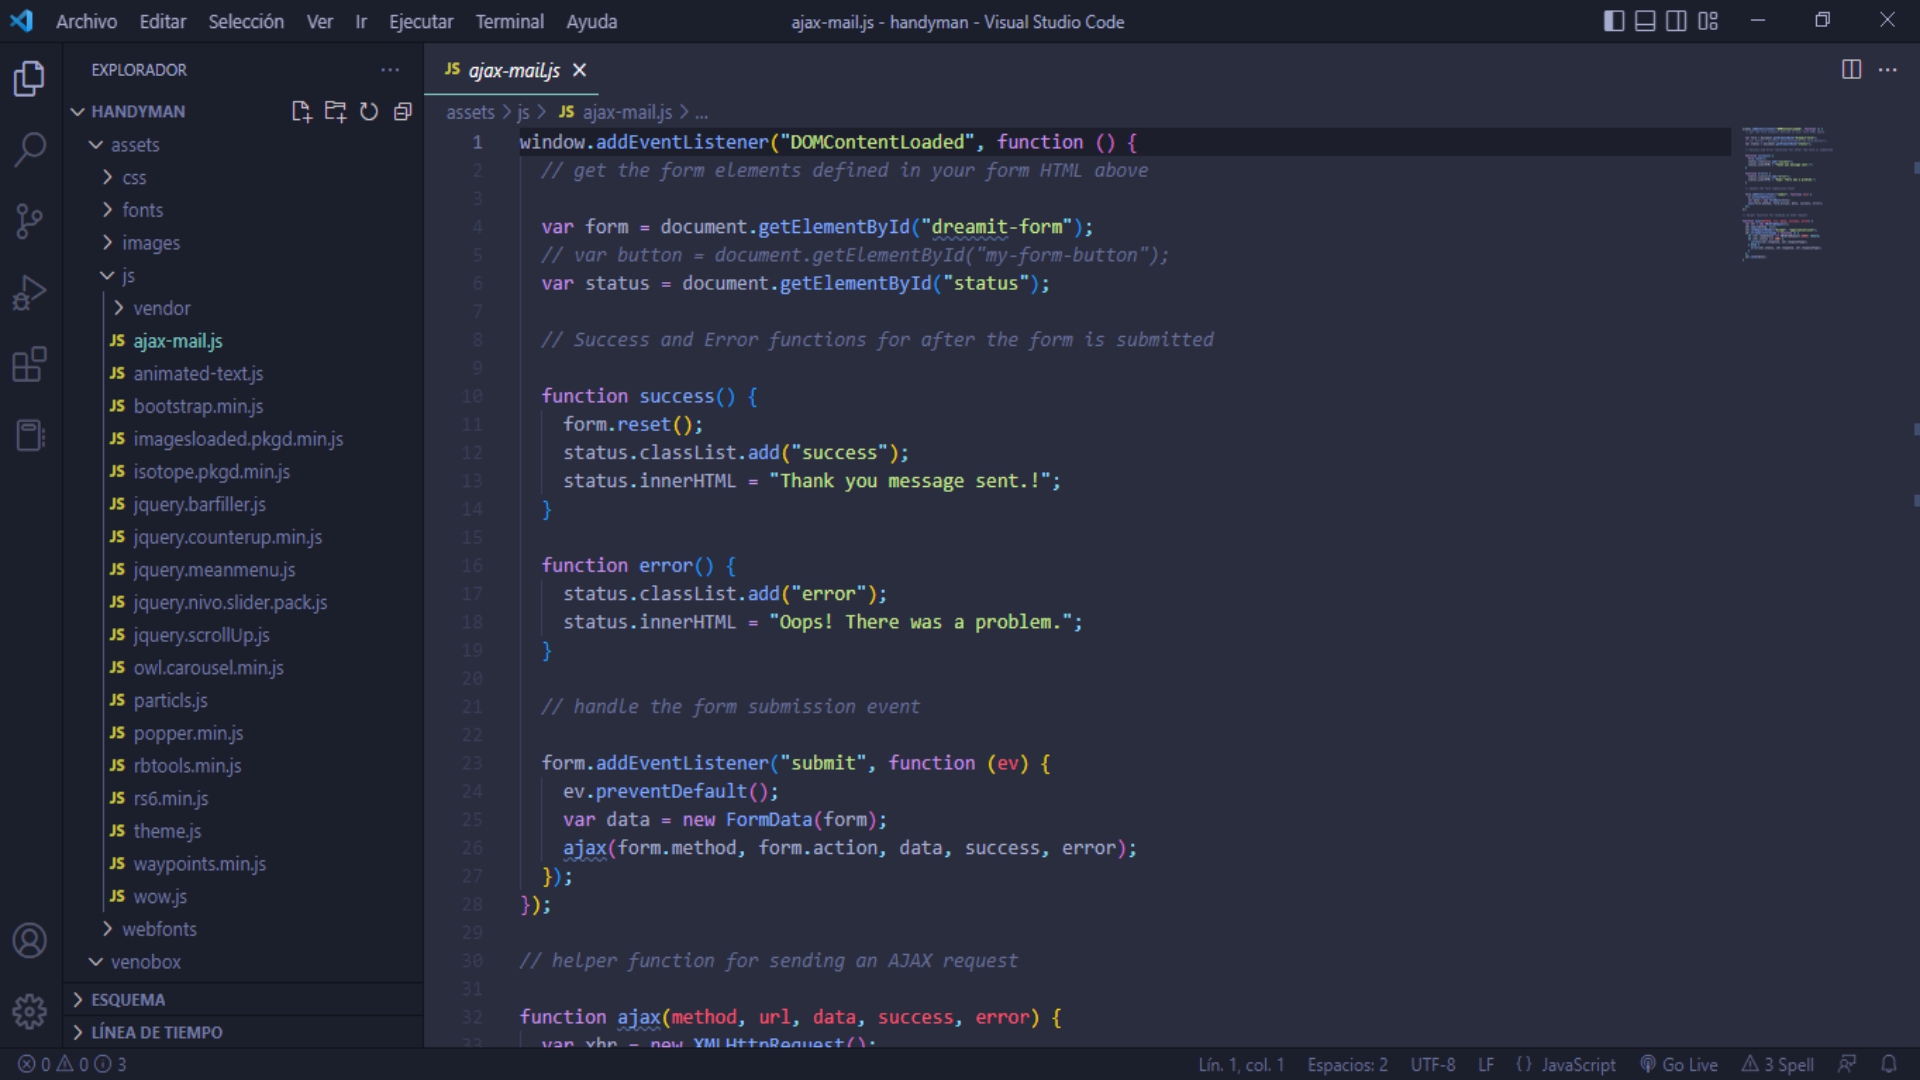 Archivo Editar Selección Ver Ir Ejecutar Terminal Ayuda
ajax-mail.js - handyman - Visual Studio Code
EXPLORADOR
HANDYMAN
assets
css
fonts
images
js
vendor
JS ajax-mail.js
JS animated-text.js
JS bootstrap.min.js
JS imagesloaded.pkgd.min.js
JS isotope.pkgd.min.js
JS jquery.barfiller.js
JS jquery.counterup.min.js
JS jquery.meanmenu.js
JS jquery.nivo.slider.pack.js
JS jquery.scrollUp.js
JS owl.carousel.min.js
JS particls.js
JS popper.min.js
JS rbtools.min.js
JS rs6.min.js
JS theme.js
JS waypoints.min.js
JS wow.js
webfonts
venobox
ESQUEMA
LÍNEA DE TIEMPO
JS ajax-mail.js
assets > js > JS ajax-mail.js > ...
1 window.addEventListener("DOMContentLoaded", function () {
2 // get the form elements defined in your form HTML above
3
4 var form = document.getElementById("dreamit-form");
5 // var button = document.getElementById("my-form-button");
6 var status = document.getElementById("status");
7
8 // Success and Error functions for after the form is submitted
9
10 function success() {
11 form.reset();
12 status.classList.add("success");
13 status.innerHTML = "Thank you message sent.!";
14 }
15
16 function error() {
17 status.classList.add("error");
18 status.innerHTML = "Oops! There was a problem.";
19 }
20
21 // handle the form submission event
22
23 form.addEventListener("submit", function (ev) {
24 ev.preventDefault();
25 var data = new FormData(form);
26 ajax(form.method, form.action, data, success, error);
27 });
28 });
29
30 // helper function for sending an AJAX request
31
32 function ajax(method, url, data, success, error) {
33 var xhr = new XMLHttpRequest();
0 0 3
Lín. 1, col. 1 Espacios: 2 UTF-8 LF {} JavaScript Go Live 3 Spell